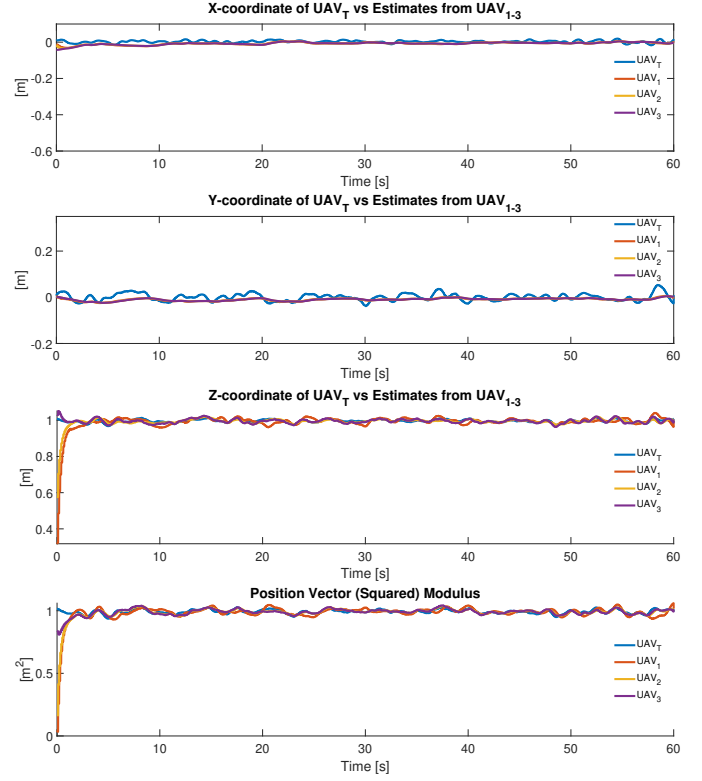 X-coordinate of UAV_T vs Estimates from UAV_1-3
0
-0.2
-0.4
-0.6
[m]
UAV_T
UAV_1
UAV_2
UAV_3
0 10 20 30 40 50 60
Time [s]
Y-coordinate of UAV_T vs Estimates from UAV_1-3
0.2
0
-0.2
[m]
UAV_T
UAV_1
UAV_2
UAV_3
0 10 20 30 40 50 60
Time [s]
Z-coordinate of UAV_T vs Estimates from UAV_1-3
1
0.8
0.6
0.4
[m]
UAV_T
UAV_1
UAV_2
UAV_3
0 10 20 30 40 50 60
Time [s]
Position Vector (Squared) Modulus
1
0.5
0
[m²]
UAV_T
UAV_1
UAV_2
UAV_3
0 10 20 30 40 50 60
Time [s]